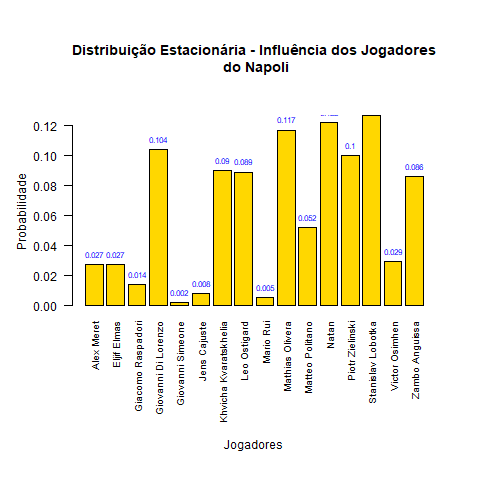 Distribuição Estacionária - Influência dos Jogadores
do Napoli
Probabilidade
0.12
0.10
0.08
0.06
0.04
0.02
0.00
0.027
0.027
0.014
0.104
0.002
0.008
0.09
0.089
0.005
0.117
0.052
0.1
0.029
0.086
Alex Meret
Eljif Elmas
Giacomo Raspadori
Giovanni Di Lorenzo
Giovanni Simeone
Jens Cajuste
Khvicha Kvaratskhelia
Leo Ostigard
Mario Rui
Mathias Olivera
Matteo Politano
Natan
Piotr Zielinski
Stanislav Lobotka
Victor Osimhen
Zambo Anguissa
Jogadores